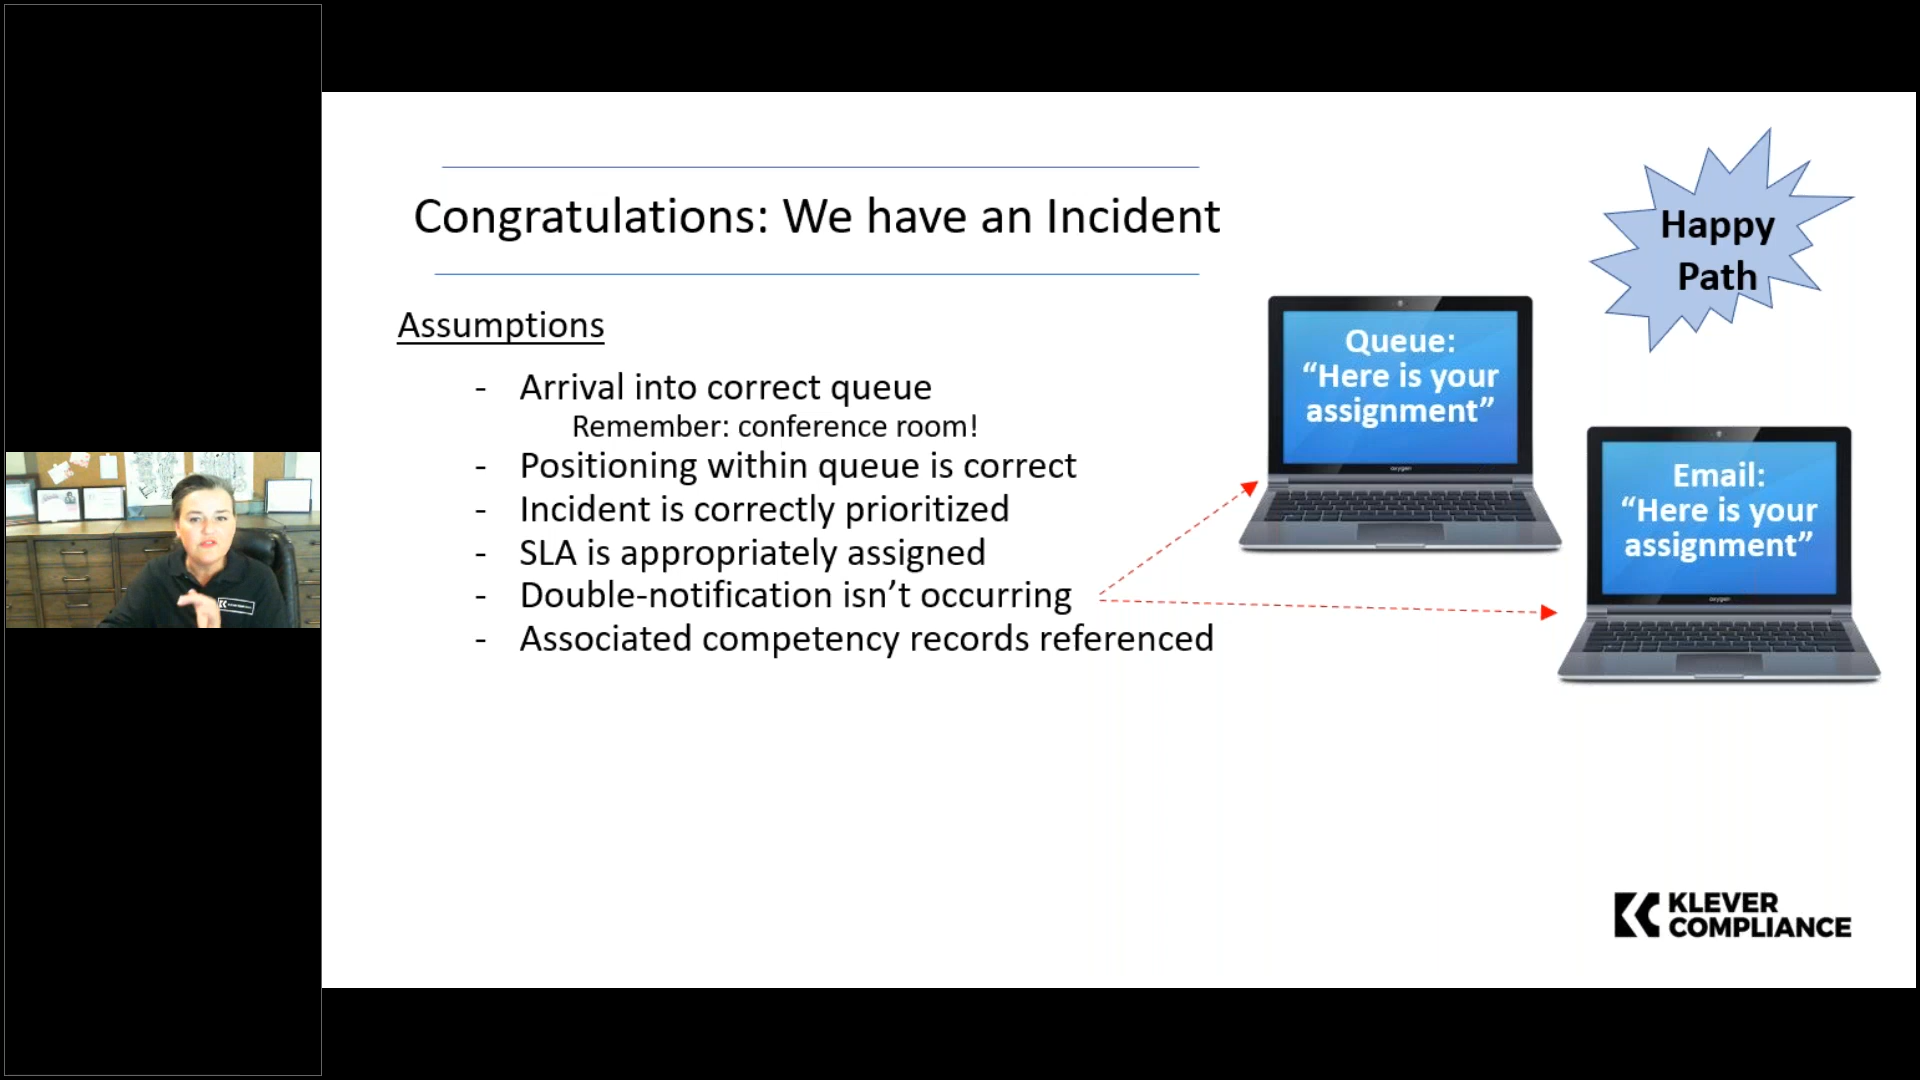 Congratulations: We have an Incident
Happy
Path
Assumptions
- Arrival into correct queue
Remember: conference room!
- Positioning within queue is correct
- Incident is correctly prioritized
- SLA is appropriately assigned
- Double-notification isn’t occurring
- Associated competency records referenced
Queue:
“Here is your
assignment”
oxygen
Email:
“Here is your
assignment”
oxygen
KLEVER
COMPLIANCE